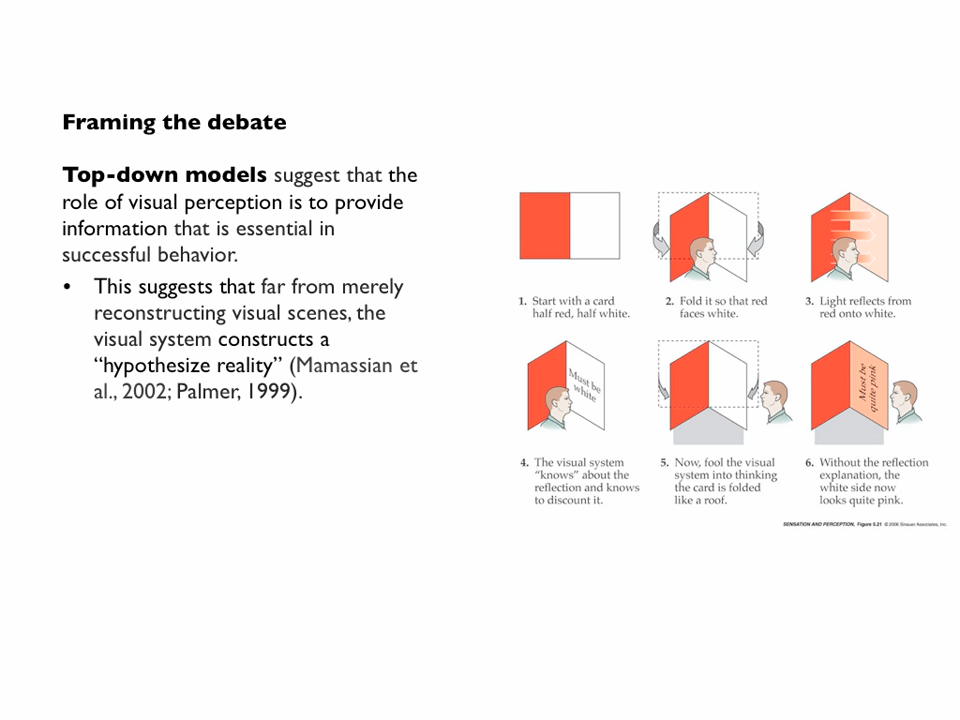 Framing the debate
Top-down models suggest that the
role of visual perception is to provide
information that is essential in
successful behavior.
• This suggests that far from merely
reconstructing visual scenes, the
visual system constructs a
“hypothesize reality” (Mamassian et
al., 2002; Palmer, 1999).
1. Start with a card
half red, half white.
2. Fold it so that red
faces white.
3. Light reflects from
red onto white.
Must be
white
4. The visual system
“knows” about the
reflection and knows
to discount it.
5. Now, fool the visual
system into thinking
the card is folded
like a roof.
Must be
quite pink
6. Without the reflection
explanation, the
white side now
looks quite pink.
SENSATION AND PERCEPTION, Figure 5.21 © 2006 Sinauer Associates, Inc.